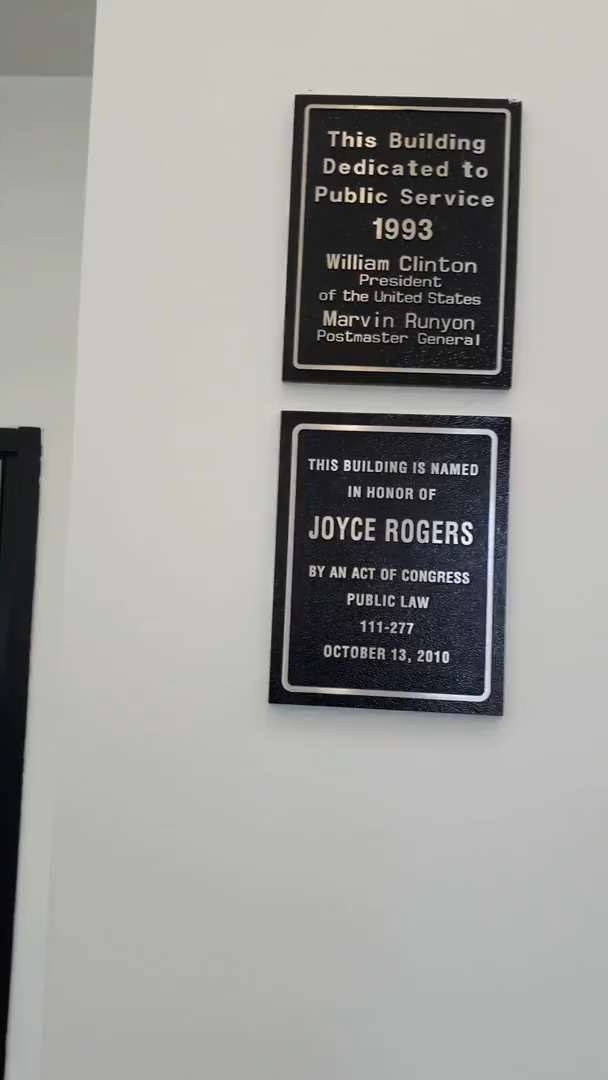 This Building
Dedicated to
Public Service
1993
William Clinton
President
of the United States
Marvin Runyon
Postmaster General
THIS BUILDING IS NAMED
IN HONOR OF
JOYCE ROGERS
BY AN ACT OF CONGRESS
PUBLIC LAW
111-277
OCTOBER 13, 2010